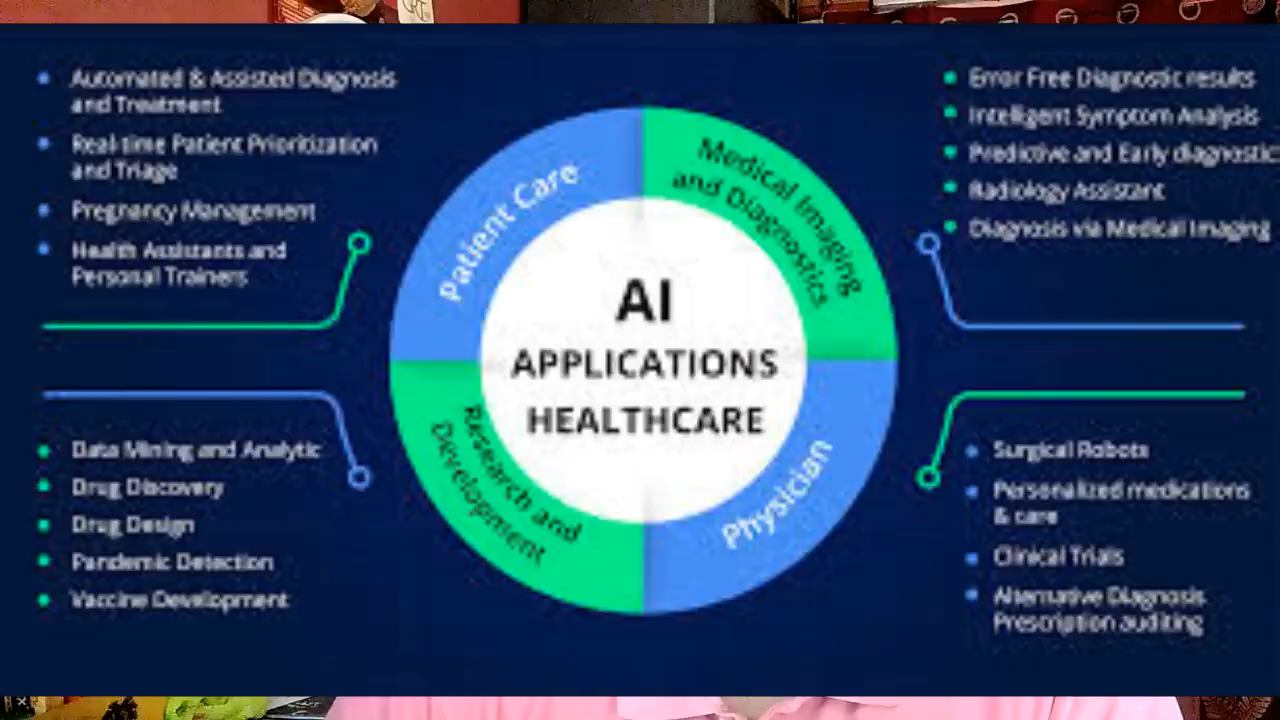 Automated & Assisted Diagnosis
and Treatment
Real-time Patient Prioritization
and Triage
Pregnancy Management
Health Assistants and
Personal Trainers
Error Free Diagnostic results
Intelligent Symptom Analysis
Predictive and Early diagnostic
Radiology Assistant
Diagnosis via Medical Imaging
Patient Care
Medical Imaging
and Diagnostics
AI
APPLICATIONS
HEALTHCARE
Research and
Development
Physician
Data Mining and Analytic
Drug Discovery
Drug Design
Pandemic Detection
Vaccine Development
Surgical Robots
Personalized medications
& care
Clinical Trials
Alternative Diagnosis
Prescription auditing